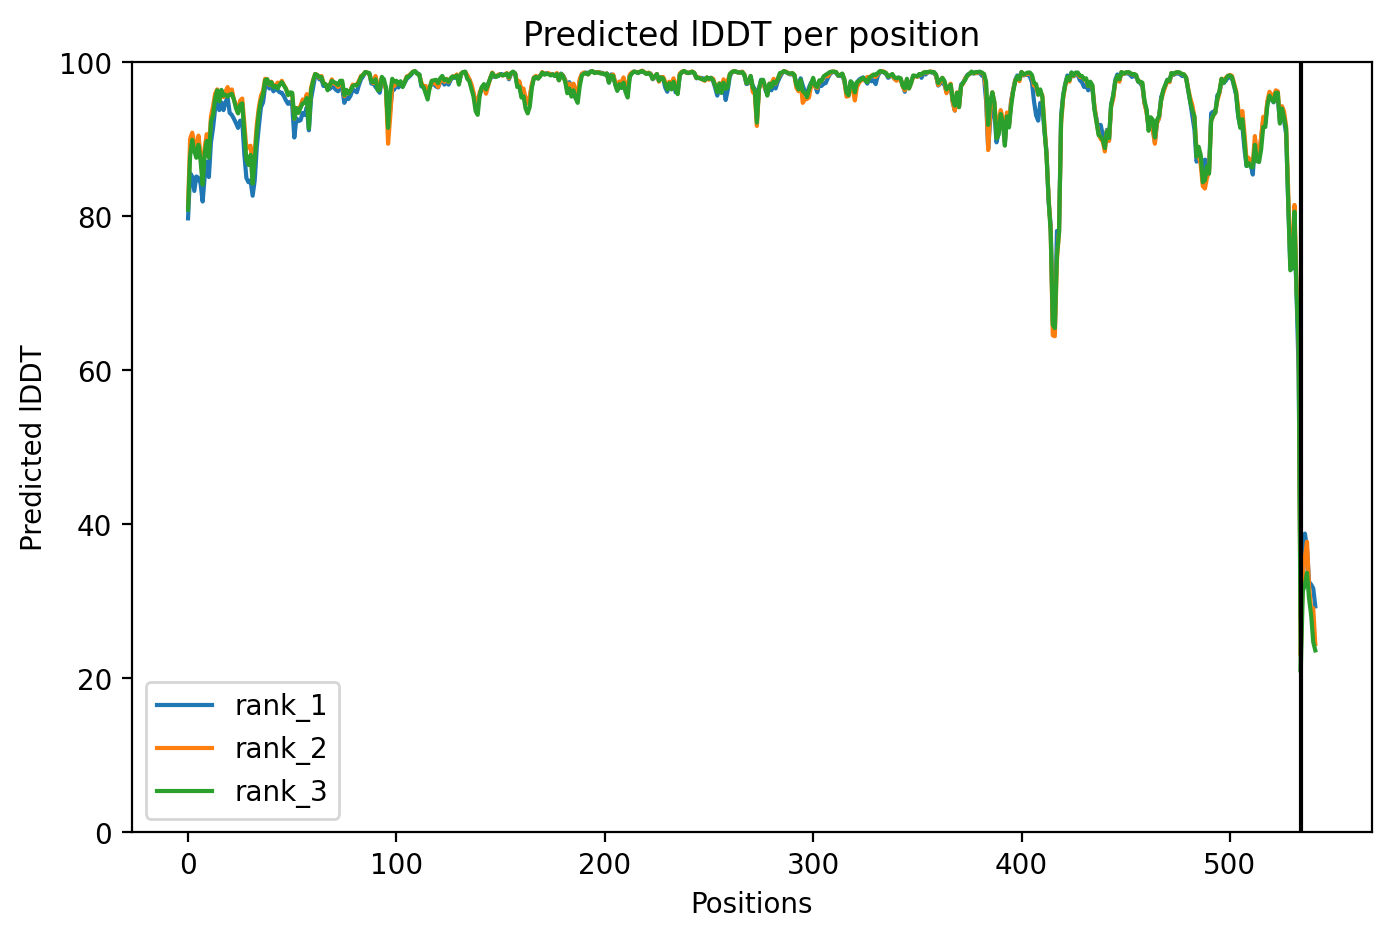 Predicted lDDT per position
100
80
60
40
20
0
Predicted lDDT
rank_1
rank_2
rank_3
0 100 200 300 400 500
Positions